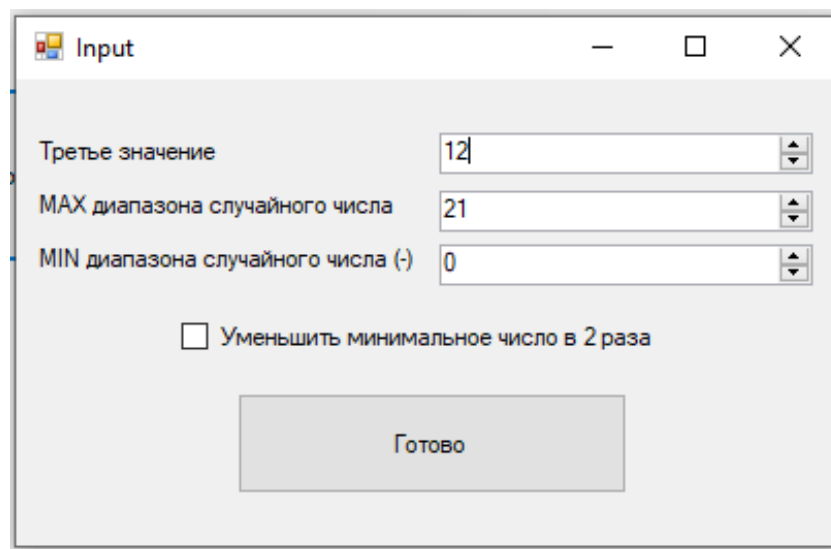 Input
Третье значение 12
MAX диапазона случайного числа 21
MIN диапазона случайного числа (-) 0
Уменьшить минимальное число в 2 раза
Готово